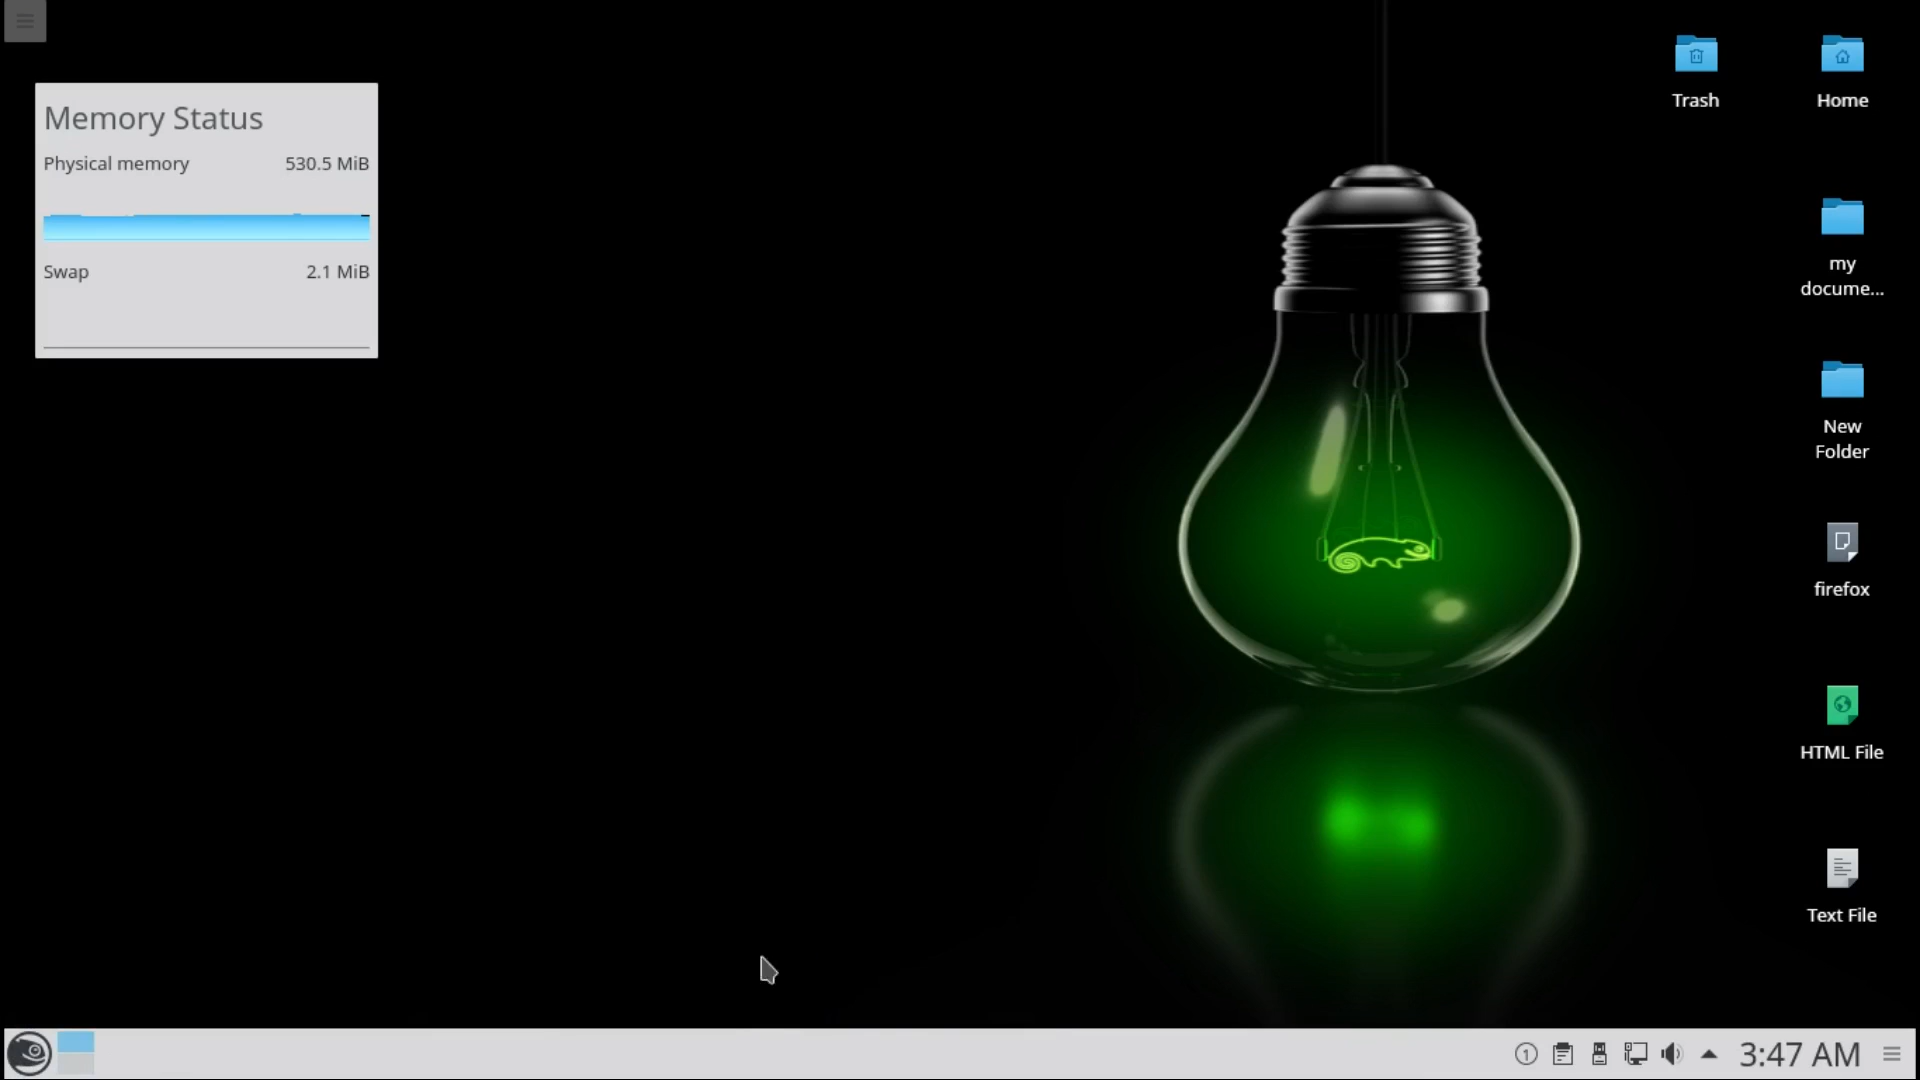 Memory Status
Physical memory 530.5 MiB
Swap 2.1 MiB
Trash
Home
my
docume...
New
Folder
firefox
HTML File
Text File
1
3:47 AM